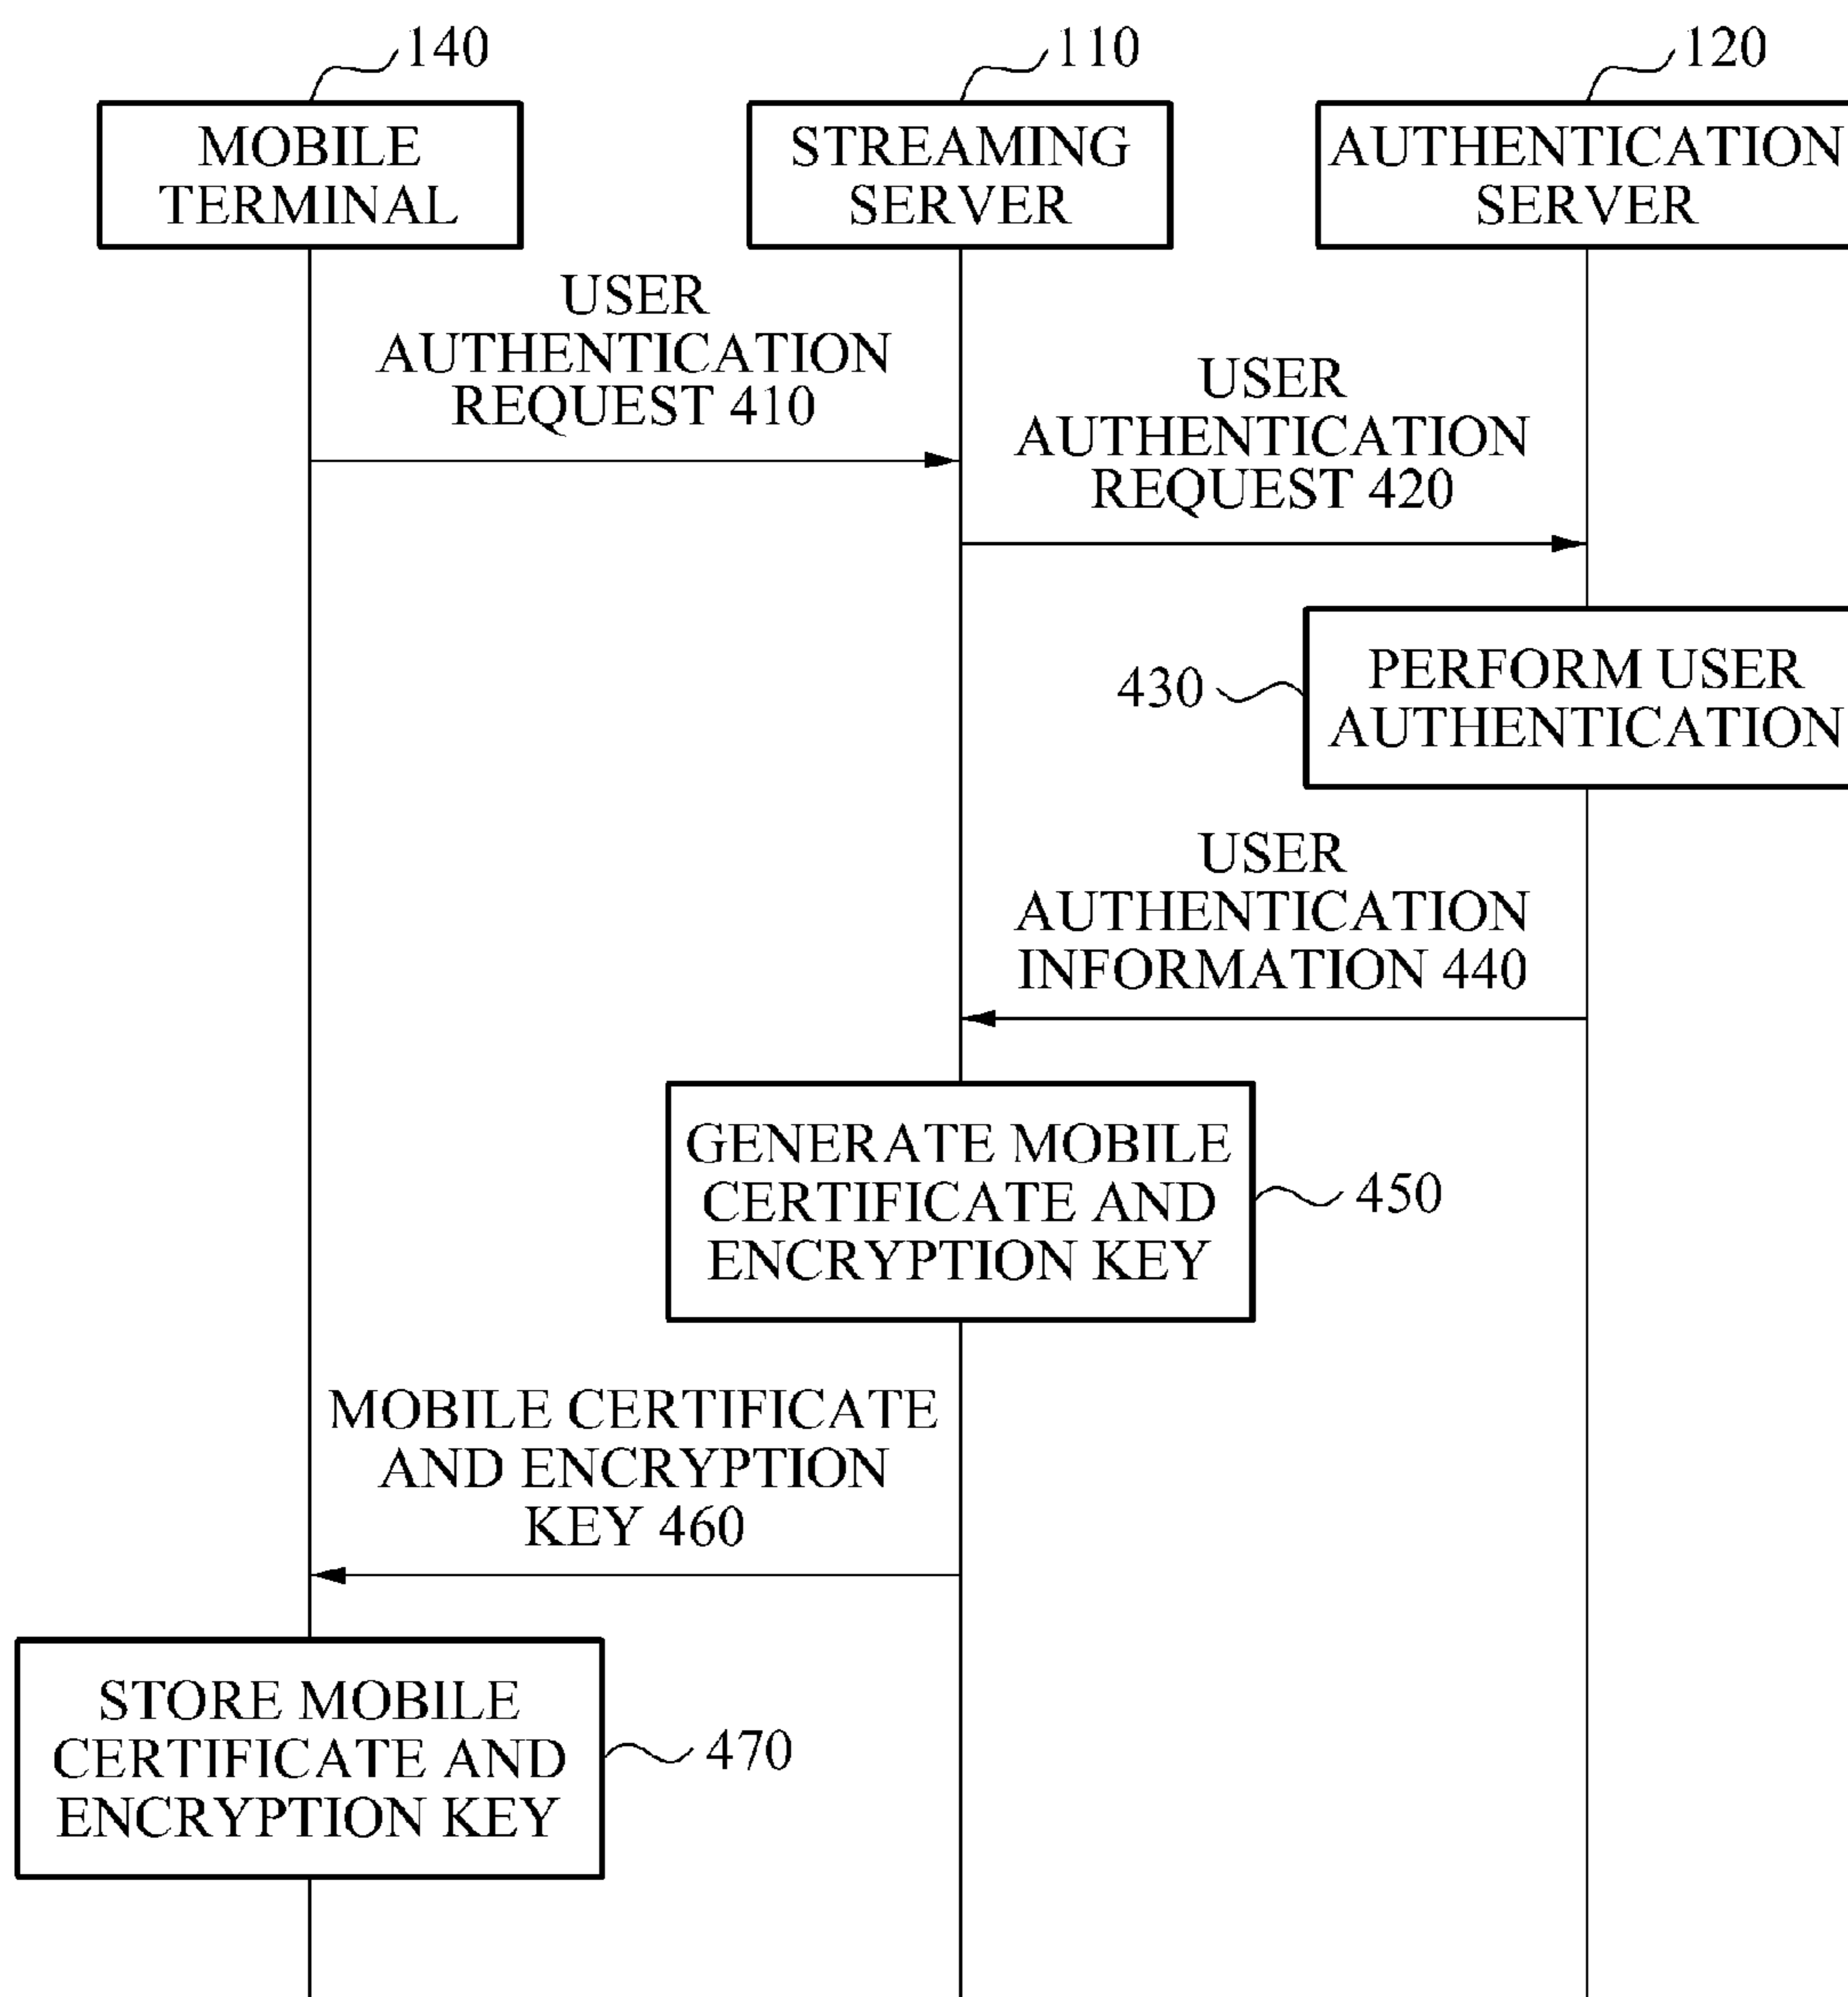 140
110
120
MOBILE
TERMINAL
STREAMING
SERVER
AUTHENTICATION
SERVER
USER
AUTHENTICATION
REQUEST 410
USER
AUTHENTICATION
REQUEST 420
430
PERFORM USER
AUTHENTICATION
USER
AUTHENTICATION
INFORMATION 440
GENERATE MOBILE
CERTIFICATE AND
ENCRYPTION KEY
450
MOBILE CERTIFICATE
AND ENCRYPTION
KEY 460
STORE MOBILE
CERTIFICATE AND
ENCRYPTION KEY
470